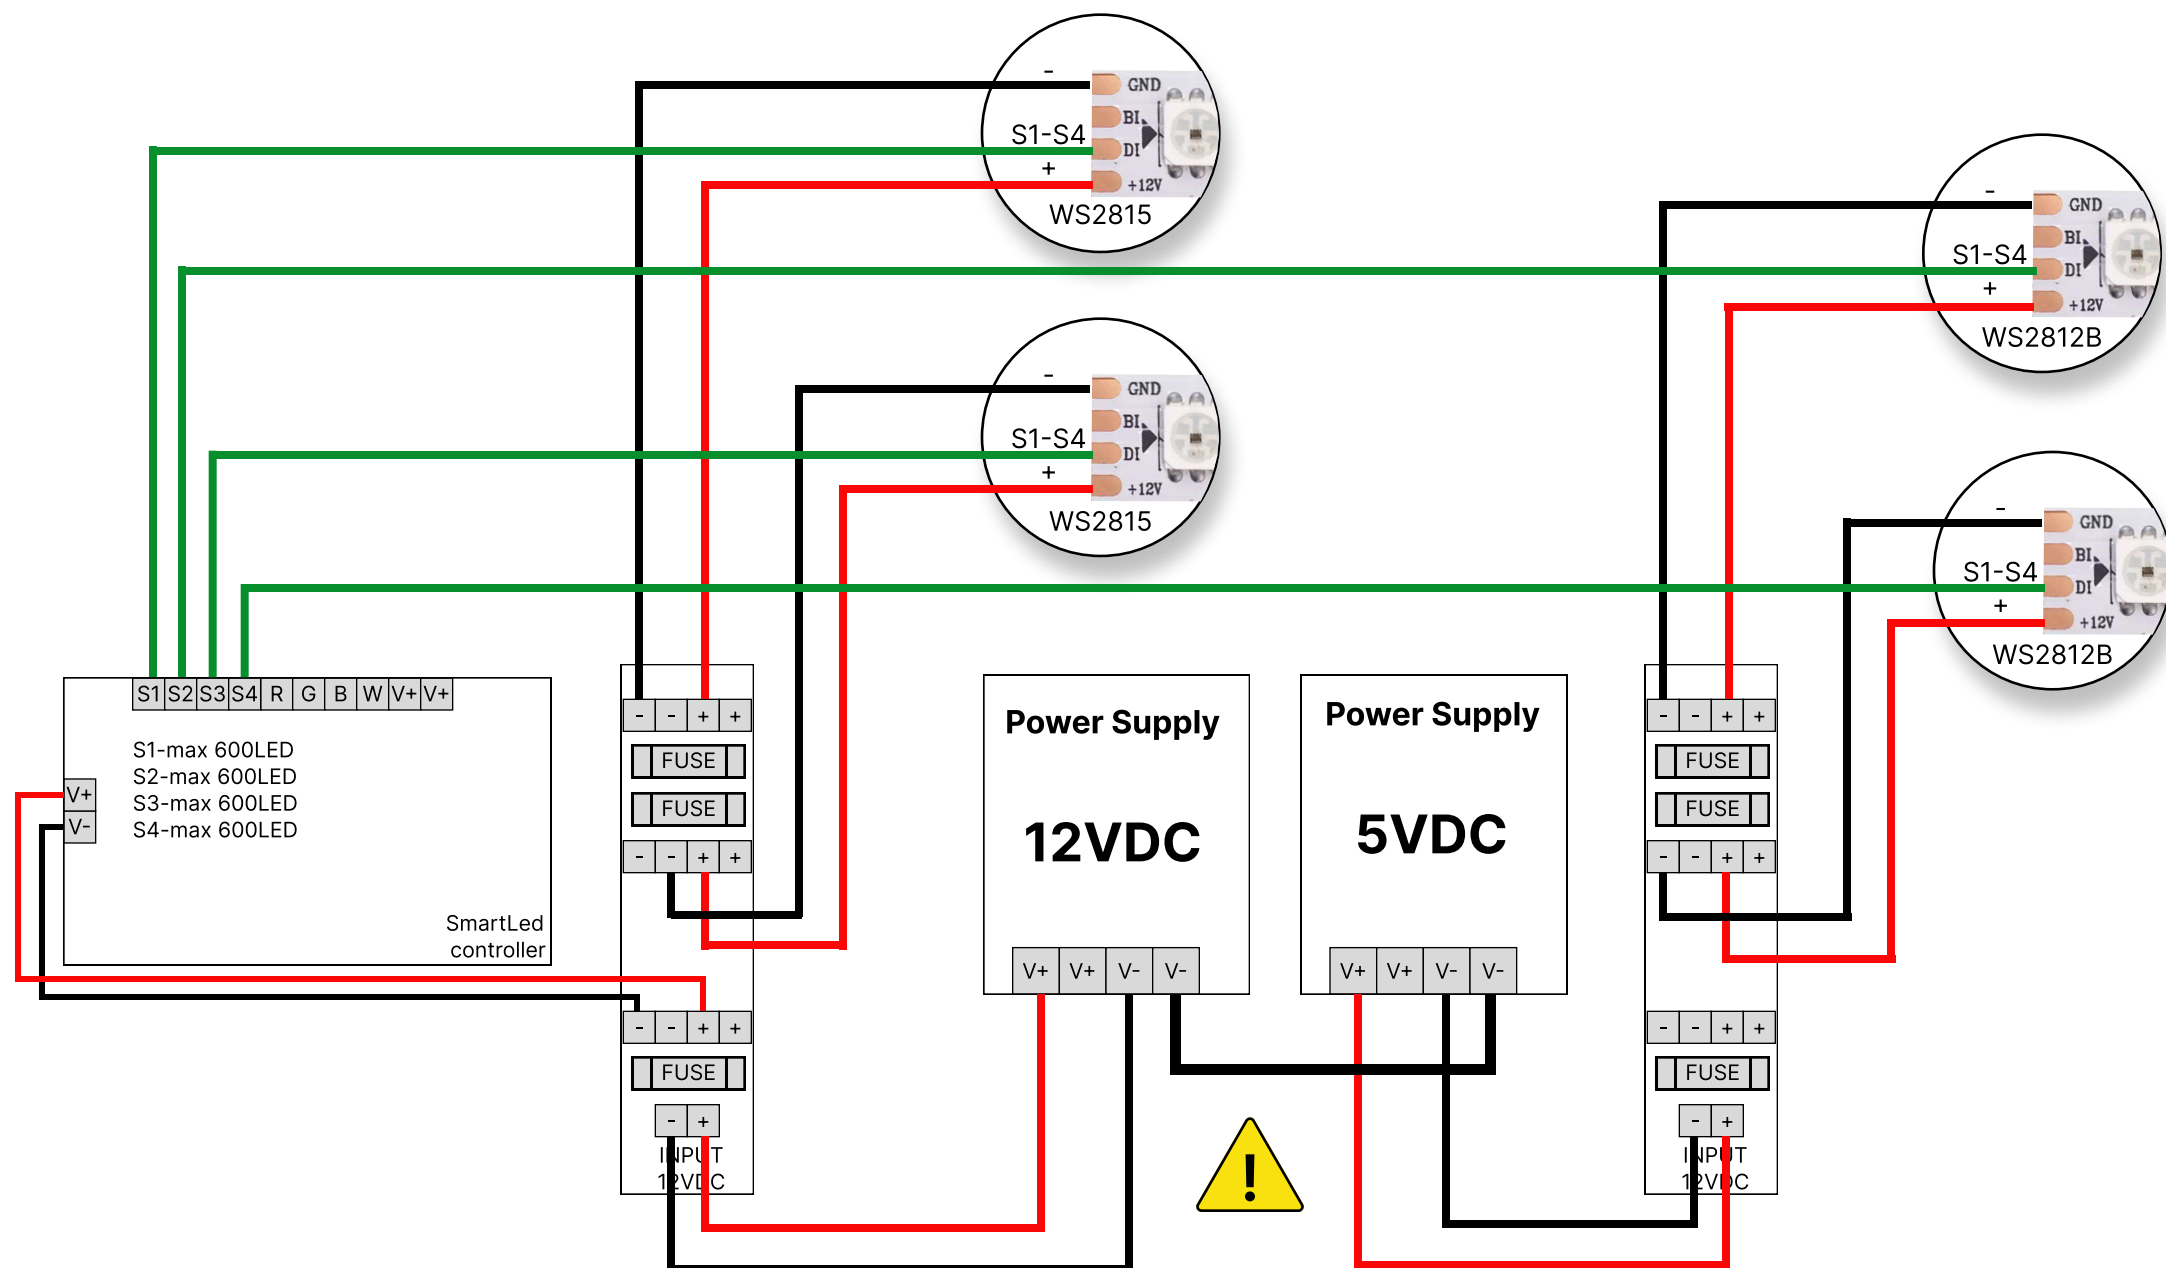 -
GND
BI
S1-S4
DI
+
+12V
WS2815
-
GND
BI
S1-S4
DI
+
+12V
WS2812B
-
GND
BI
S1-S4
DI
+
+12V
WS2815
-
GND
BI
S1-S4
DI
+
+12V
WS2812B
S1 S2 S3 S4 R G B W V+ V+
S1-max 600LED
S2-max 600LED
S3-max 600LED
S4-max 600LED
V+
V-
SmartLed
controller
- - + +
FUSE
FUSE
- - + +
- - + +
FUSE
- +
INPUT
12VDC
Power Supply
12VDC
V+ V+ V- V-
Power Supply
5VDC
V+ V+ V- V-
!
- - + +
FUSE
FUSE
- - + +
- - + +
FUSE
- +
INPUT
12VDC